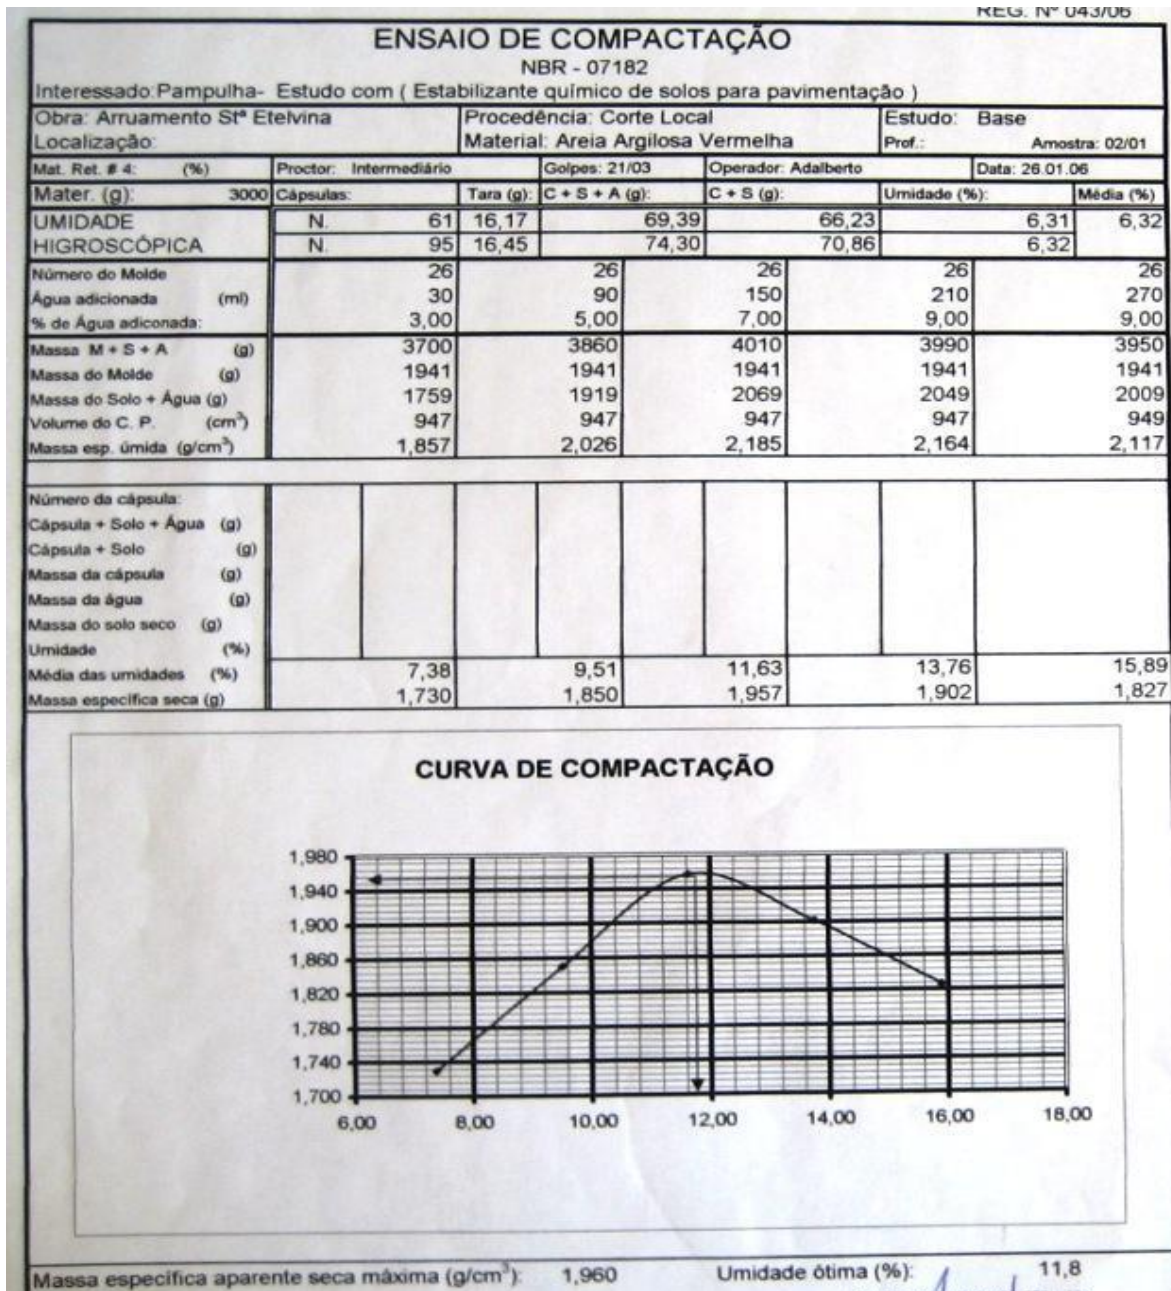 REG. Nº 043/06
ENSAIO DE COMPACTAÇÃO
NBR - 07182
Interessado:Pampulha- Estudo com ( Estabilizante químico de solos para pavimentação )
Obra: Arruamento Stª Etelvina Procedência: Corte Local Estudo: Base
Localização: Material: Areia Argilosa Vermelha Prof.: Amostra: 02/01
Mat. Ret. # 4: (%) Proctor: Intermediário Golpes: 21/03 Operador: Adalberto Data: 26.01.06
Mater. (g): 3000 Cápsulas: Tara (g): C + S + A (g): C + S (g): Umidade (%): Média (%)
UMIDADE N. 61 16,17 69,39 66,23 6,31 6,32
HIGROSCÓPICA N. 95 16,45 74,30 70,86 6,32
Número do Molde 26 26 26 26 26
Água adicionada (ml) 30 90 150 210 270
% de Água adiconada: 3,00 5,00 7,00 9,00 9,00
Massa M + S + A (g) 3700 3860 4010 3990 3950
Massa do Molde (g) 1941 1941 1941 1941 1941
Massa do Solo + Água (g) 1759 1919 2069 2049 2009
Volume do C. P. (cm³) 947 947 947 947 949
Massa esp. úmida (g/cm³) 1,857 2,026 2,185 2,164 2,117
Número da cápsula:
Cápsula + Solo + Água (g)
Cápsula + Solo (g)
Massa da cápsula (g)
Massa da água (g)
Massa do solo seco (g)
Umidade (%)
Média das umidades (%) 7,38 9,51 11,63 13,76 15,89
Massa específica seca (g) 1,730 1,850 1,957 1,902 1,827
CURVA DE COMPACTAÇÃO
1,980
1,940
1,900
1,860
1,820
1,780
1,740
1,700
6,00 8,00 10,00 12,00 14,00 16,00 18,00
Massa específica aparente seca máxima (g/cm³): 1,960 Umidade ótima (%): 11,8